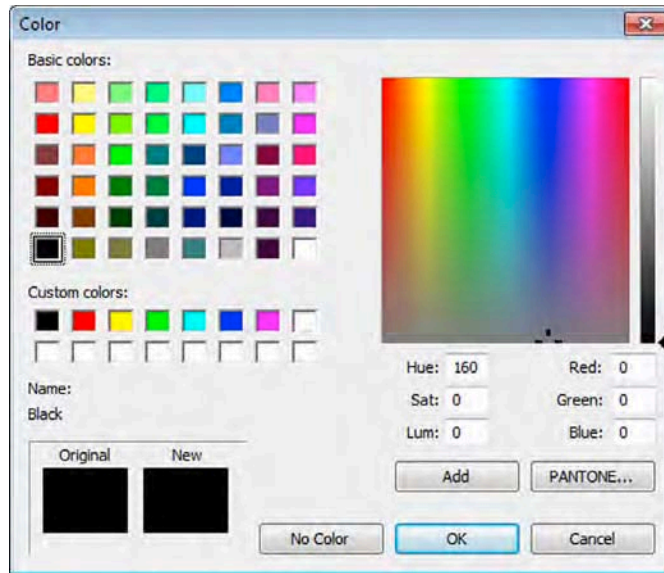 Color
Basic colors:
Custom colors:
Name:
Black
Original New
Hue: 160 Red: 0
Sat: 0 Green: 0
Lum: 0 Blue: 0
Add PANTONE...
No Color OK Cancel